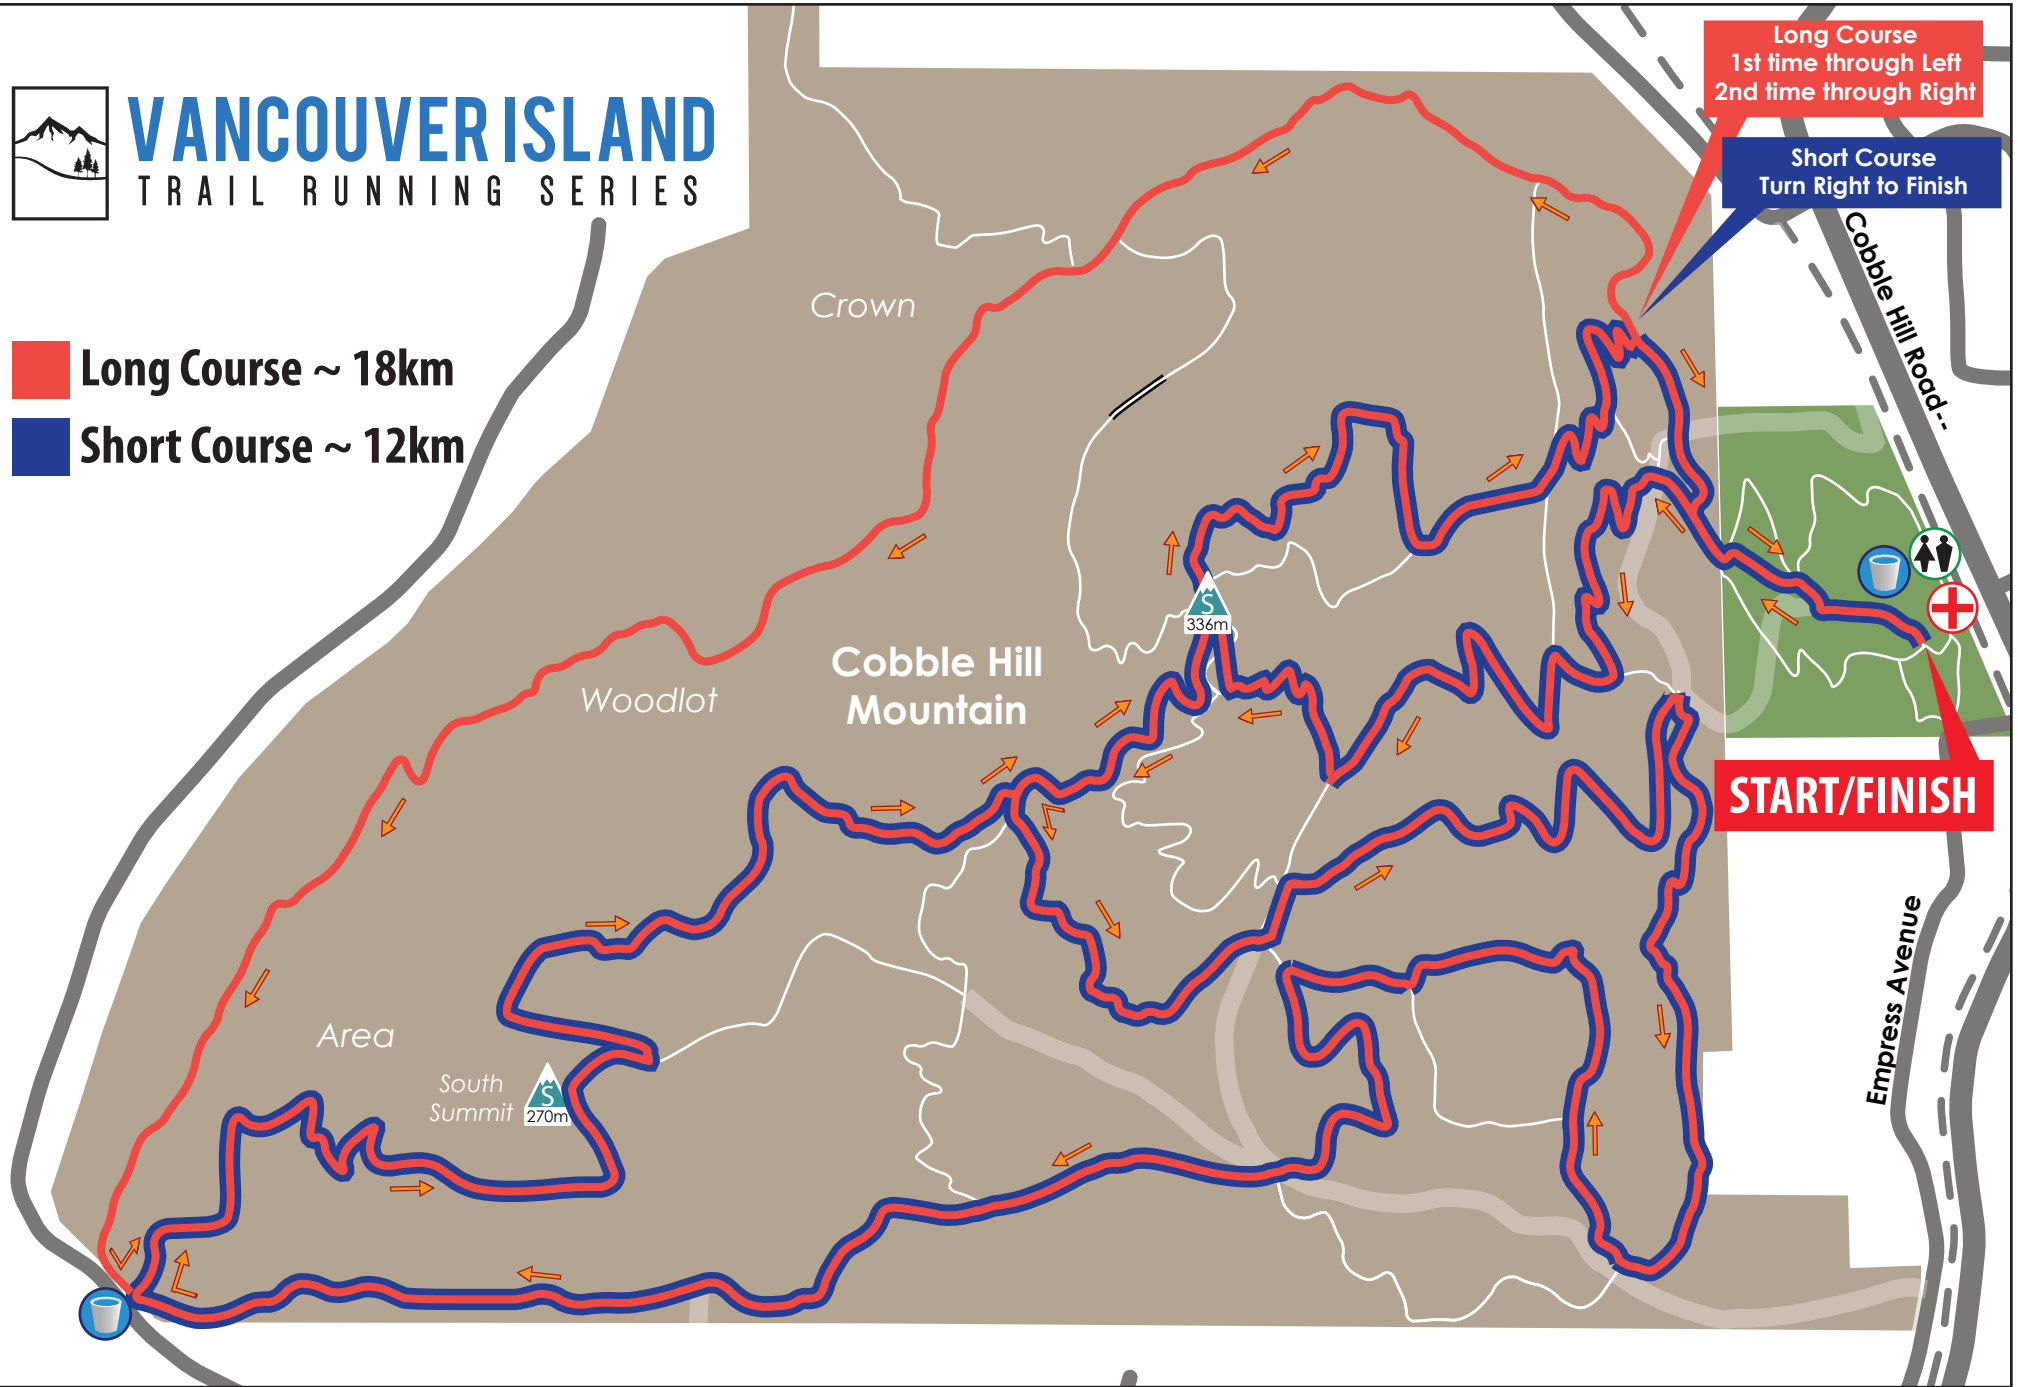 VANCOUVER ISLAND
TRAIL RUNNING SERIES
Long Course ~ 18km
Short Course ~ 12km
Long Course
1st time through Left
2nd time through Right
Short Course
Turn Right to Finish
Cobble Hill Road--
Crown
Woodlot
Area
Cobble Hill
Mountain
S
336m
South
Summit
S
270m
START/FINISH
Empress Avenue